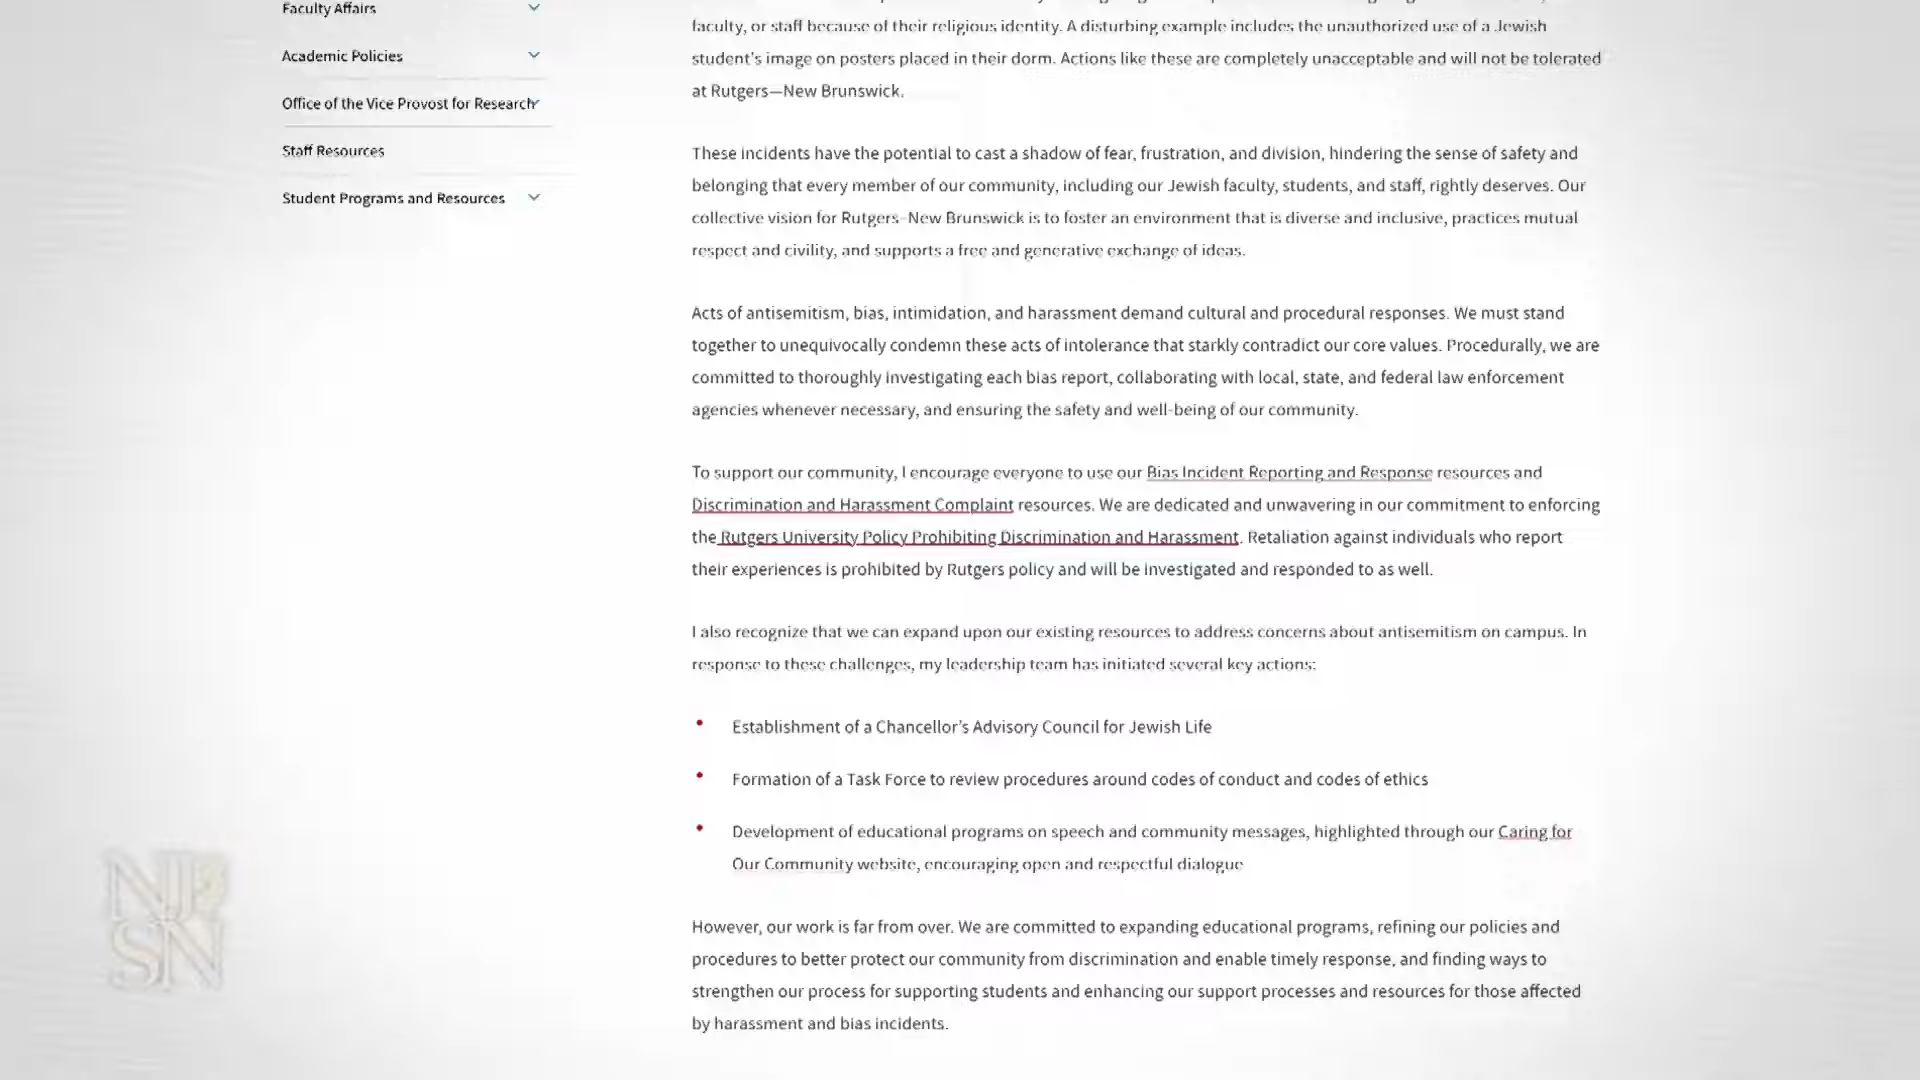 Faculty Affairs
Academic Policies
Office of the Vice Provost for Research
Staff Resources
Student Programs and Resources
faculty, or staff because of their religious identity. A disturbing example includes the unauthorized use of a Jewish
student's image on posters placed in their dorm. Actions like these are completely unacceptable and will not be tolerated
at Rutgers—New Brunswick.
These incidents have the potential to cast a shadow of fear, frustration, and division, hindering the sense of safety and
belonging that every member of our community, including our Jewish faculty, students, and staff, rightly deserves. Our
collective vision for Rutgers–New Brunswick is to foster an environment that is diverse and inclusive, practices mutual
respect and civility, and supports a free and generative exchange of ideas.
Acts of antisemitism, bias, intimidation, and harassment demand cultural and procedural responses. We must stand
together to unequivocally condemn these acts of intolerance that starkly contradict our core values. Procedurally, we are
committed to thoroughly investigating each bias report, collaborating with local, state, and federal law enforcement
agencies whenever necessary, and ensuring the safety and well-being of our community.
To support our community, I encourage everyone to use our Bias Incident Reporting and Response resources and
Discrimination and Harassment Complaint resources. We are dedicated and unwavering in our commitment to enforcing
the Rutgers University Policy Prohibiting Discrimination and Harassment. Retaliation against individuals who report
their experiences is prohibited by Rutgers policy and will be investigated and responded to as well.
I also recognize that we can expand upon our existing resources to address concerns about antisemitism on campus. In
response to these challenges, my leadership team has initiated several key actions:
• Establishment of a Chancellor's Advisory Council for Jewish Life
• Formation of a Task Force to review procedures around codes of conduct and codes of ethics
• Development of educational programs on speech and community messages, highlighted through our Caring for
Our Community website, encouraging open and respectful dialogue
However, our work is far from over. We are committed to expanding educational programs, refining our policies and
procedures to better protect our community from discrimination and enable timely response, and finding ways to
strengthen our process for supporting students and enhancing our support processes and resources for those affected
by harassment and bias incidents.
NJ
SN